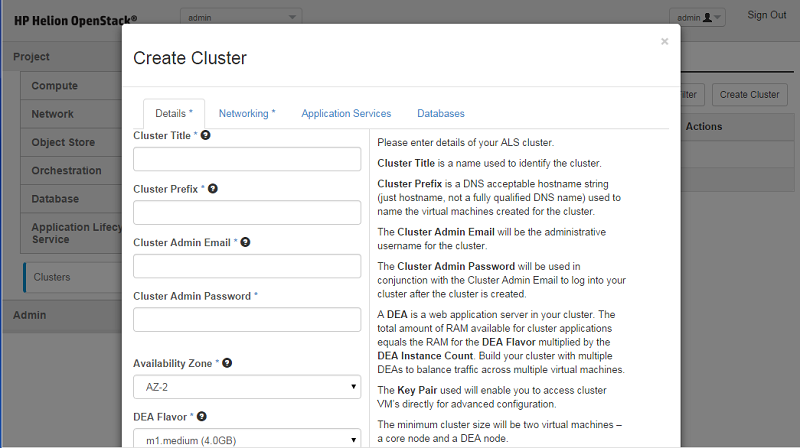 HP Helion OpenStack®
admin
admin
Sign Out
Project
Compute
Network
Object Store
Orchestration
Database
Application Lifecy
Service
Clusters
Admin
Filter
Create Cluster
Actions
Create Cluster
×
Details *
Networking *
Application Services
Databases
Cluster Title * ?
Cluster Prefix * ?
Cluster Admin Email * ?
Cluster Admin Password *
Availability Zone * ?
AZ-2
DEA Flavor * ?
m1.medium (4.0GB)
Please enter details of your ALS cluster.
Cluster Title is a name used to identify the cluster.
Cluster Prefix is a DNS acceptable hostname string
(just hostname, not a fully qualified DNS name) used to
name the virtual machines created for the cluster.
The Cluster Admin Email will be the administrative
username for the cluster.
The Cluster Admin Password will be used in
conjunction with the Cluster Admin Email to log into your
cluster after the cluster is created.
A DEA is a web application server in your cluster. The
total amount of RAM available for cluster applications
equals the RAM for the DEA Flavor multiplied by the
DEA Instance Count. Build your cluster with multiple
DEAs to balance traffic across multiple virtual machines.
The Key Pair used will enable you to access cluster
VM's directly for advanced configuration.
The minimum cluster size will be two virtual machines –
a core node and a DEA node.